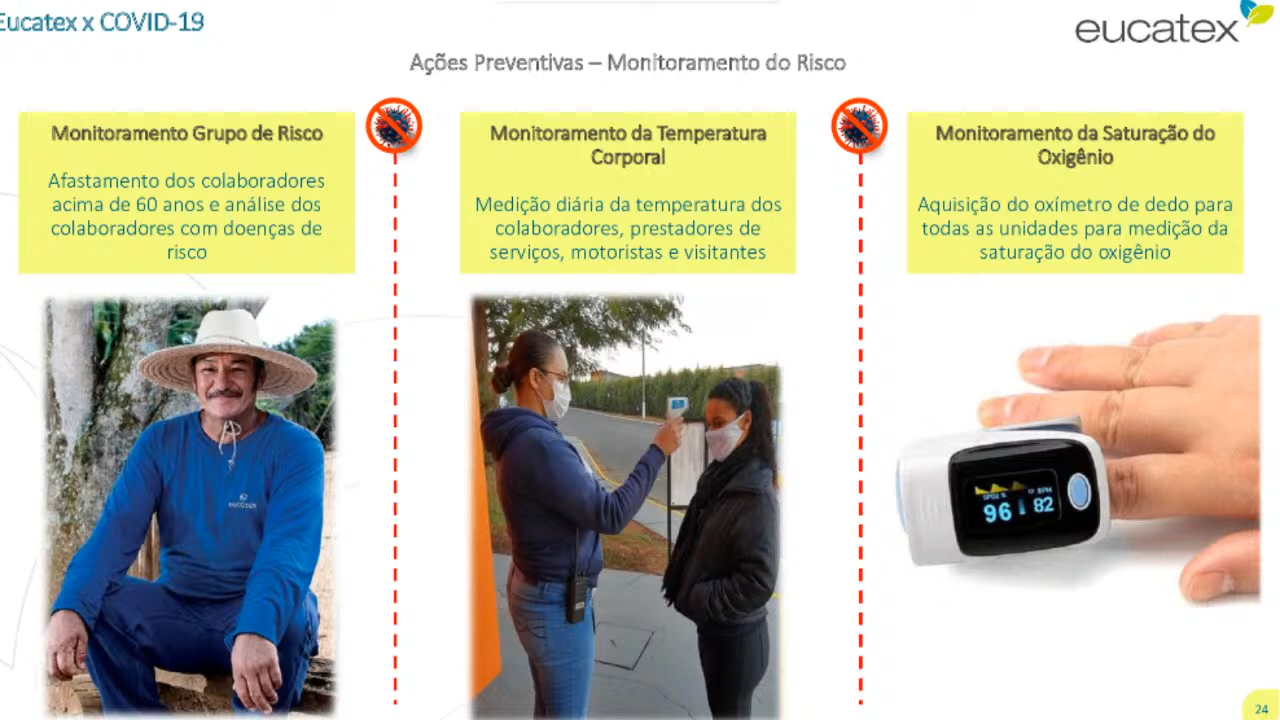 Eucatex x COVID-19
eucatex
Ações Preventivas – Monitoramento do Risco
Monitoramento Grupo de Risco
Afastamento dos colaboradores
acima de 60 anos e análise dos
colaboradores com doenças de
risco
Monitoramento da Temperatura
Corporal
Medição diária da temperatura dos
colaboradores, prestadores de
serviços, motoristas e visitantes
Monitoramento da Saturação do
Oxigênio
Aquisição do oxímetro de dedo para
todas as unidades para medição da
saturação do oxigênio
eucatex
SPO2 % BPM
96 82
24